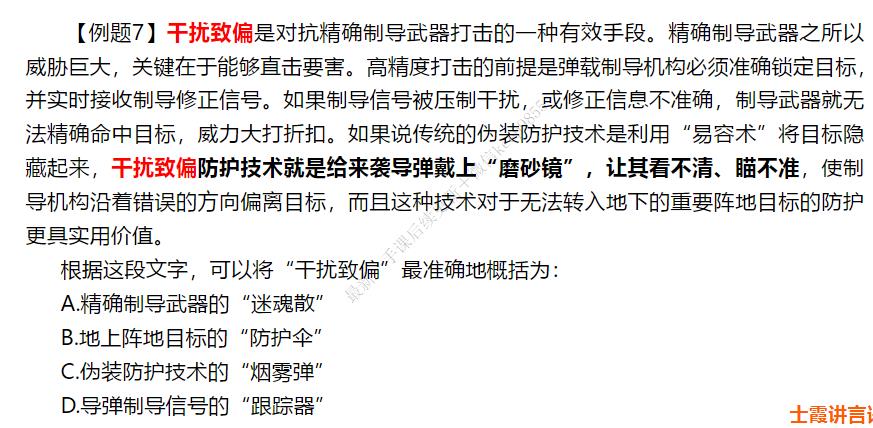 【例题7】干扰致偏是对抗精确制导武器打击的一种有效手段。精确制导武器之所以
威胁巨大，关键在于能够直击要害。高精度打击的前提是弹载制导机构必须准确锁定目标，
并实时接收制导修正信号。如果制导信号被压制干扰，或修正信息不准确，制导武器就无
法精确命中目标，威力大打折扣。如果说传统的伪装防护技术是利用“易容术”将目标隐
藏起来，干扰致偏防护技术就是给来袭导弹戴上“磨砂镜”，让其看不清、瞄不准，使制
导机构沿着错误的方向偏离目标，而且这种技术对于无法转入地下的重要阵地目标的防护
更具实用价值。
根据这段文字，可以将“干扰致偏”最准确地概括为：
A.精确制导武器的“迷魂散”
B.地上阵地目标的“防护伞”
C.伪装防护技术的“烟雾弹”
D.导弹制导信号的“跟踪器”
士霞讲言